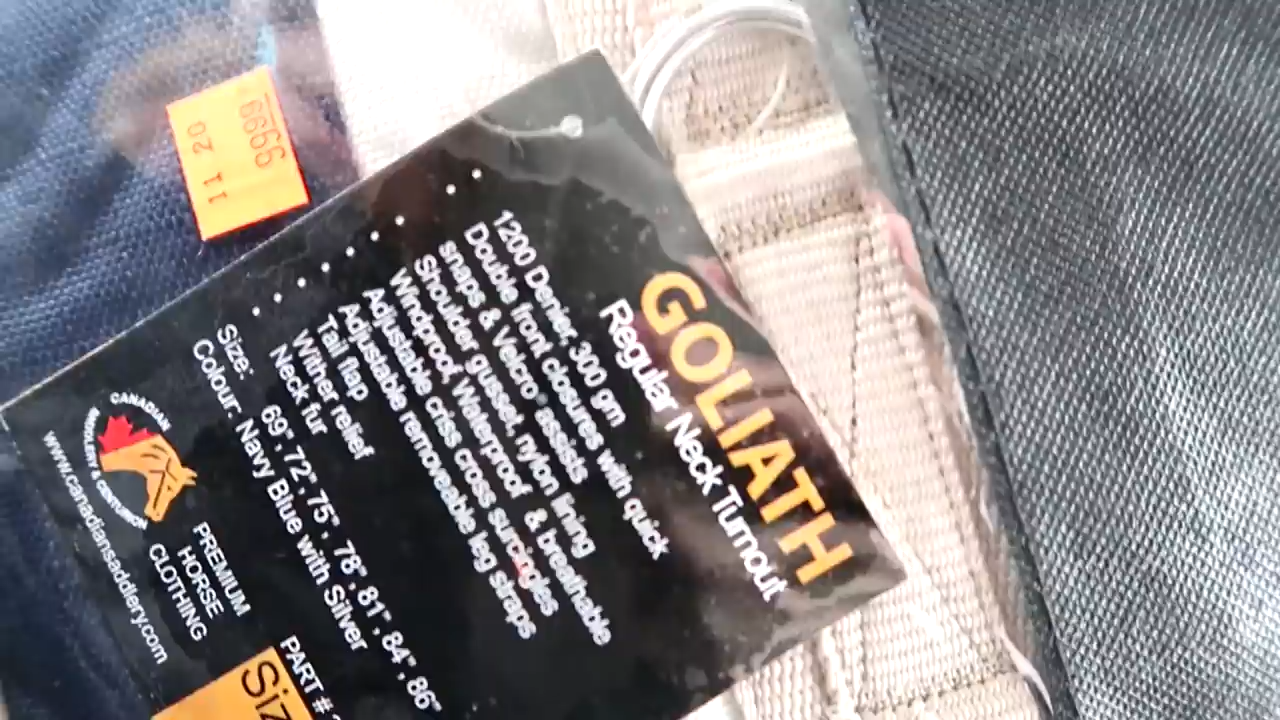 GOLIATH
Regular Neck Turnout
• 1200 Denier, 300 gm
• Double front closures with quick
snaps & Velcro® assists
• Shoulder gusset, nylon lining
• Windproof, Waterproof & breathable
• Adjustable criss cross surcingles
• Adjustable removeable leg straps
• Tail flap
• Wither relief
• Neck fur
Size: 69", 72", 75", 78", 81", 84", 86"
Colour: Navy Blue with Silver
CANADIAN
PREMIUM
HORSE
CLOTHING
www.canadiansaddlery.com
PART #
Siz
9999
11 20